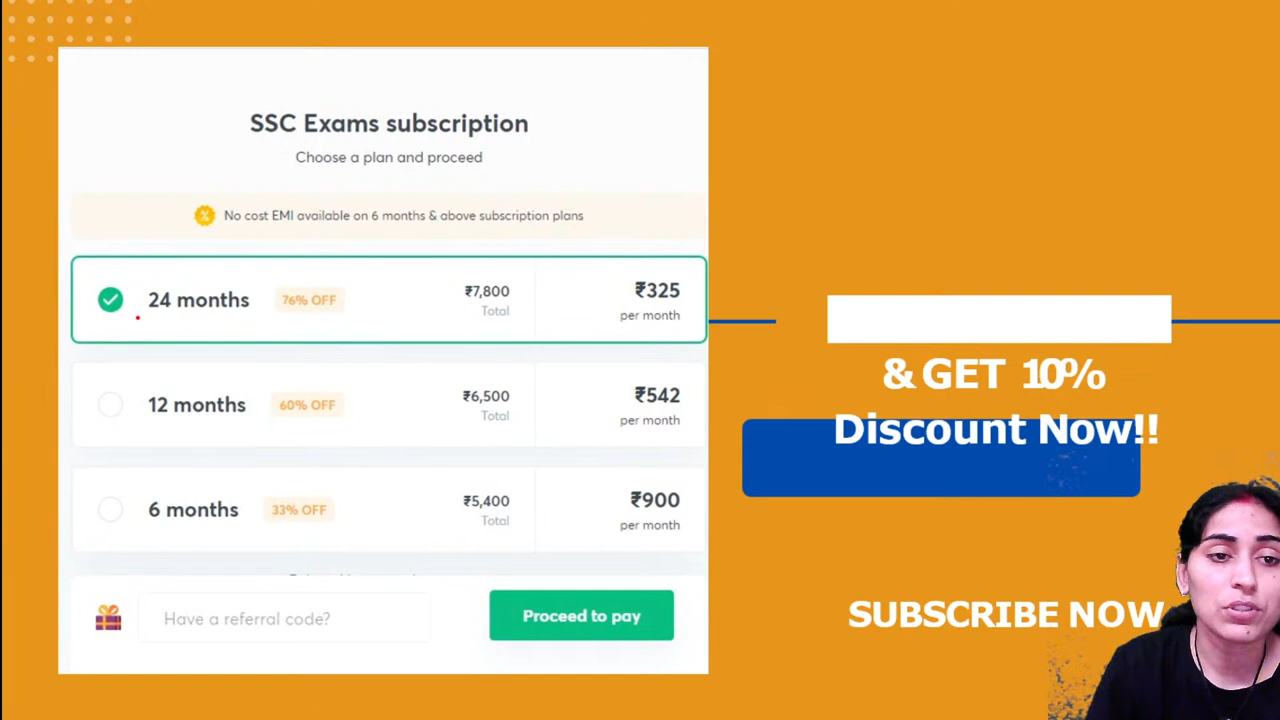 SSC Exams subscription
Choose a plan and proceed
No cost EMI available on 6 months & above subscription plans
24 months 76% OFF ₹7,800 Total ₹325 per month
12 months 60% OFF ₹6,500 Total ₹542 per month
6 months 33% OFF ₹5,400 Total ₹900 per month
Have a referral code? Proceed to pay
& GET 10%
Discount Now!!
SUBSCRIBE NOW